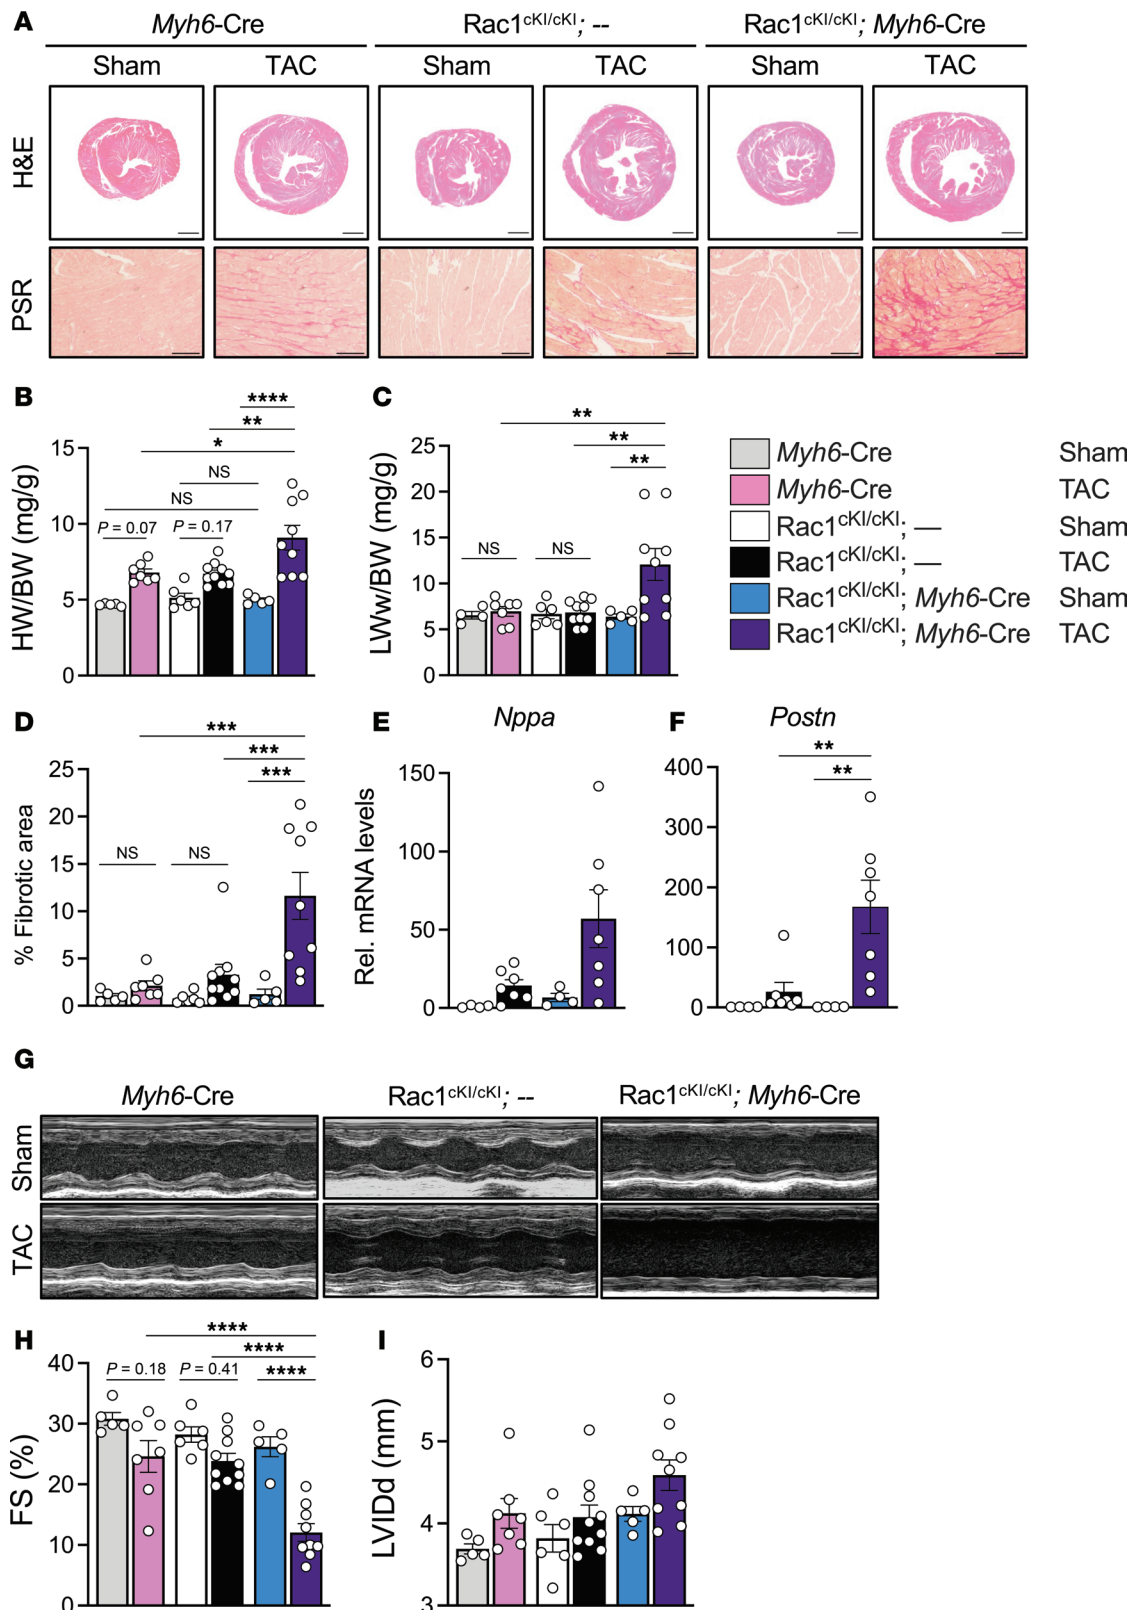 A
Myh6-Cre Rac1cKI/cKI; -- Rac1cKI/cKI; Myh6-Cre
Sham TAC Sham TAC Sham TAC
H&E
PSR
B
HW/BW (mg/g)
15
10
5
0
****
**
*
NS
NS
P = 0.07 P = 0.17
C
LWw/BW (mg/g)
25
20
15
10
5
0
**
**
**
NS NS
Myh6-Cre Sham
Myh6-Cre TAC
Rac1cKI/cKI; — Sham
Rac1cKI/cKI; — TAC
Rac1cKI/cKI; Myh6-Cre Sham
Rac1cKI/cKI; Myh6-Cre TAC
D
% Fibrotic area
25
20
15
10
5
0
***
***
***
NS NS
E
Nppa
Rel. mRNA levels
150
100
50
0
F
Postn
400
300
200
100
0
**
**
G
Myh6-Cre Rac1cKI/cKI; -- Rac1cKI/cKI; Myh6-Cre
Sham
TAC
H
FS (%)
40
30
20
10
0
****
****
P = 0.18 P = 0.41 ****
I
LVIDd (mm)
6
5
4
3